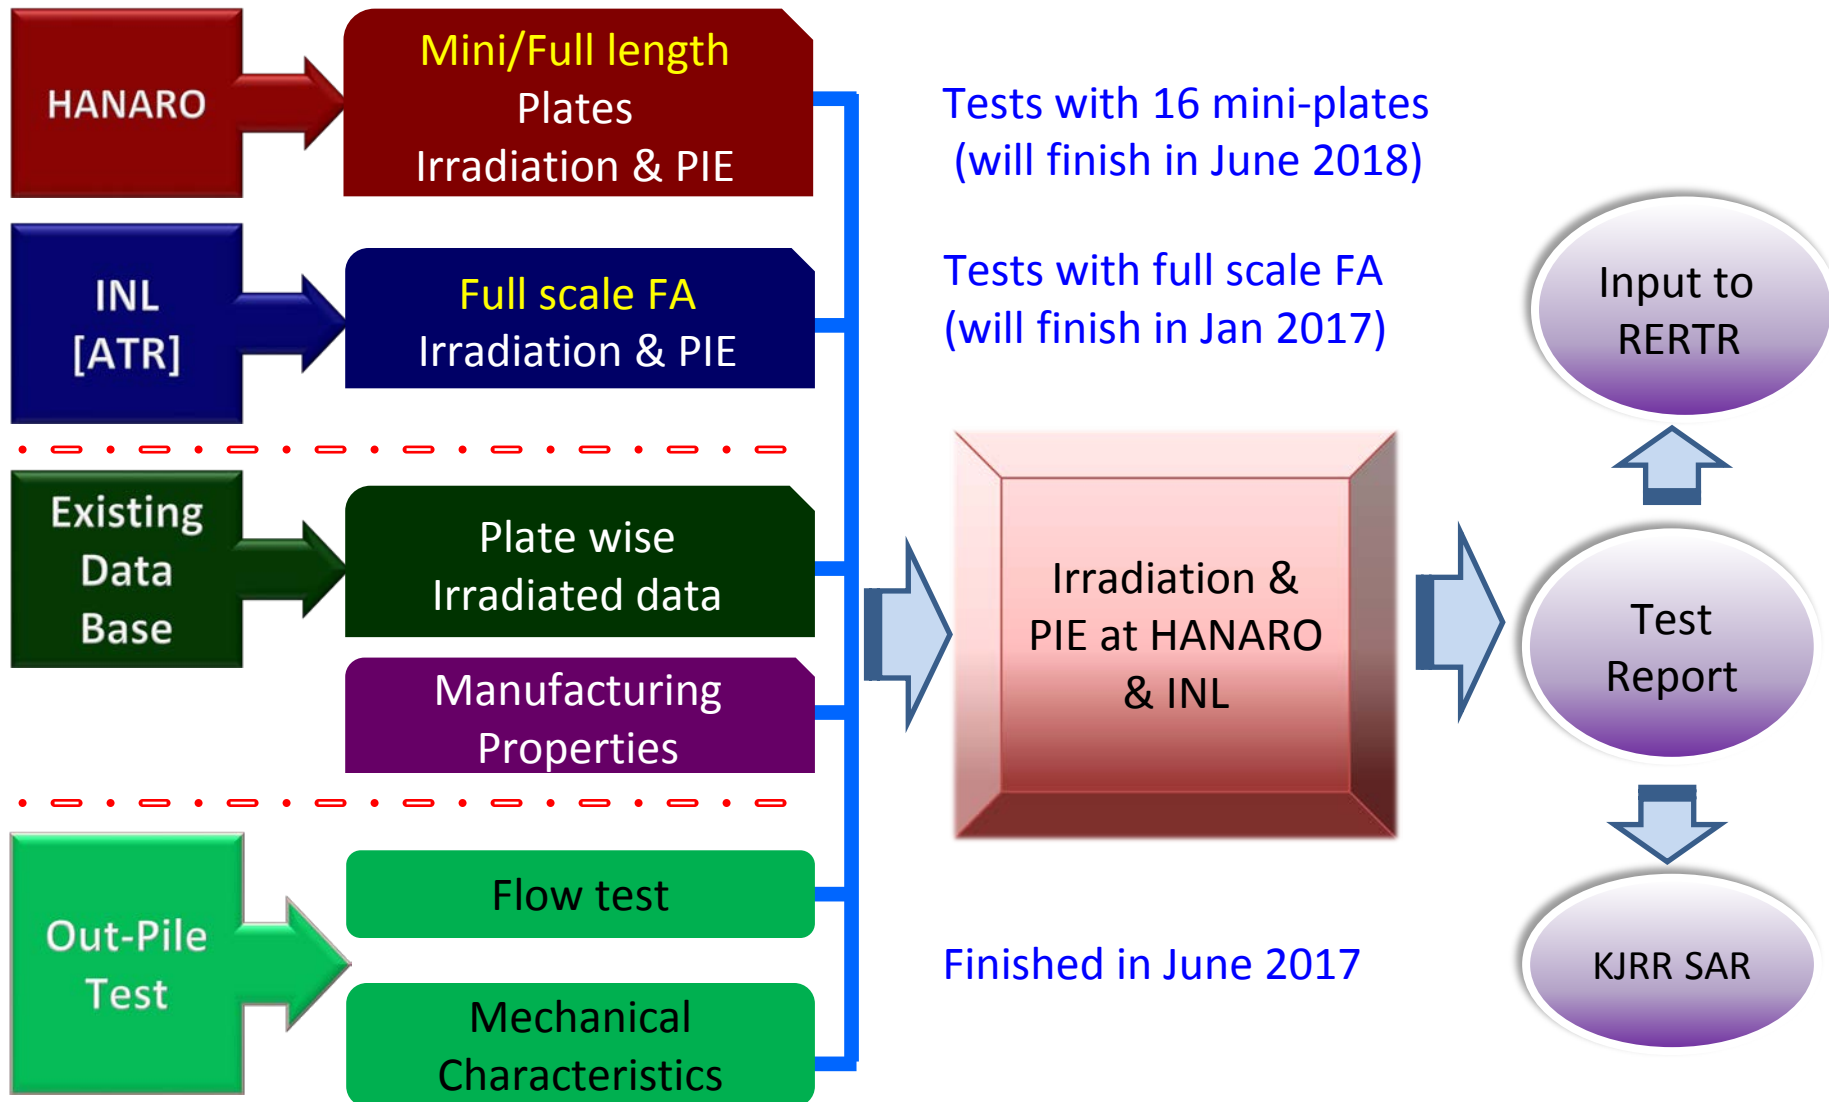 HANARO
Mini/Full length
Plates
Irradiation & PIE
Tests with 16 mini-plates
(will finish in June 2018)
INL
[ATR]
Full scale FA
Irradiation & PIE
Tests with full scale FA
(will finish in Jan 2017)
Existing
Data
Base
Plate wise
Irradiated data
Manufacturing
Properties
Out-Pile
Test
Flow test
Mechanical
Characteristics
Finished in June 2017
Irradiation &
PIE at HANARO
& INL
Input to
RERTR
Test
Report
KJRR SAR